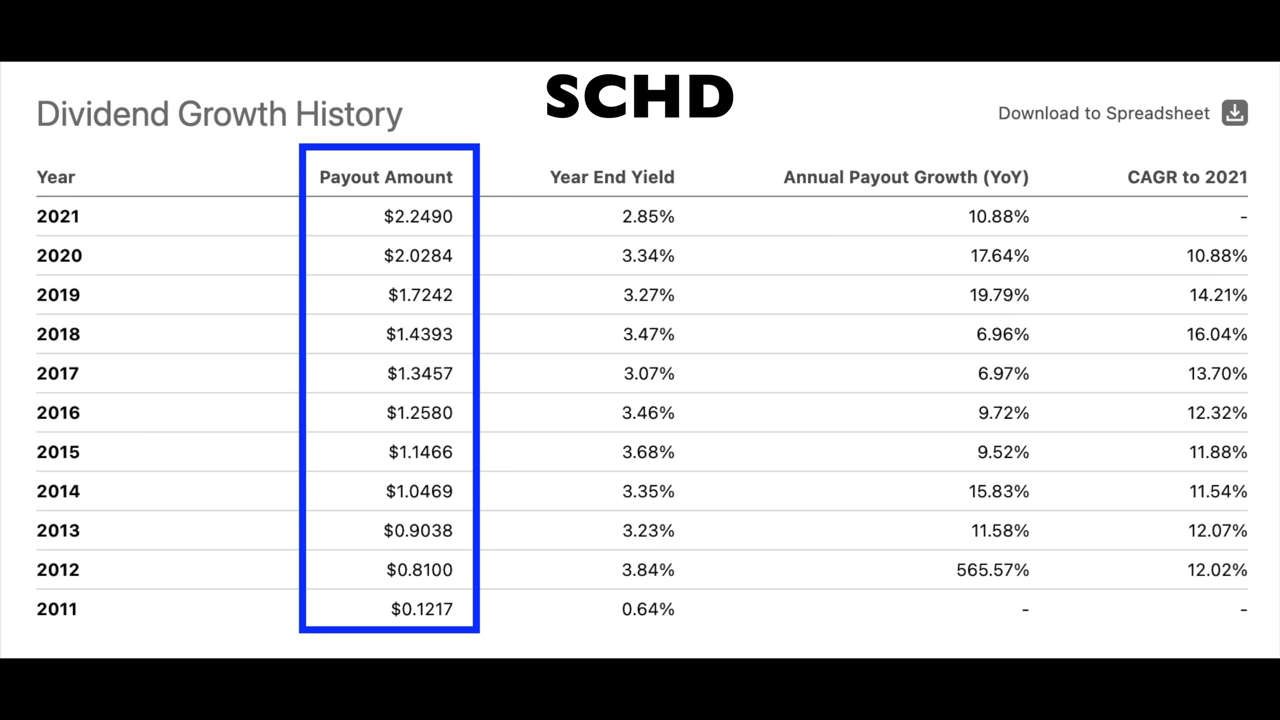 SCHD
Dividend Growth History
Download to Spreadsheet
Year Payout Amount Year End Yield Annual Payout Growth (YoY) CAGR to 2021
2021 $2.2490 2.85% 10.88% -
2020 $2.0284 3.34% 17.64% 10.88%
2019 $1.7242 3.27% 19.79% 14.21%
2018 $1.4393 3.47% 6.96% 16.04%
2017 $1.3457 3.07% 6.97% 13.70%
2016 $1.2580 3.46% 9.72% 12.32%
2015 $1.1466 3.68% 9.52% 11.88%
2014 $1.0469 3.35% 15.83% 11.54%
2013 $0.9038 3.23% 11.58% 12.07%
2012 $0.8100 3.84% 565.57% 12.02%
2011 $0.1217 0.64% - -